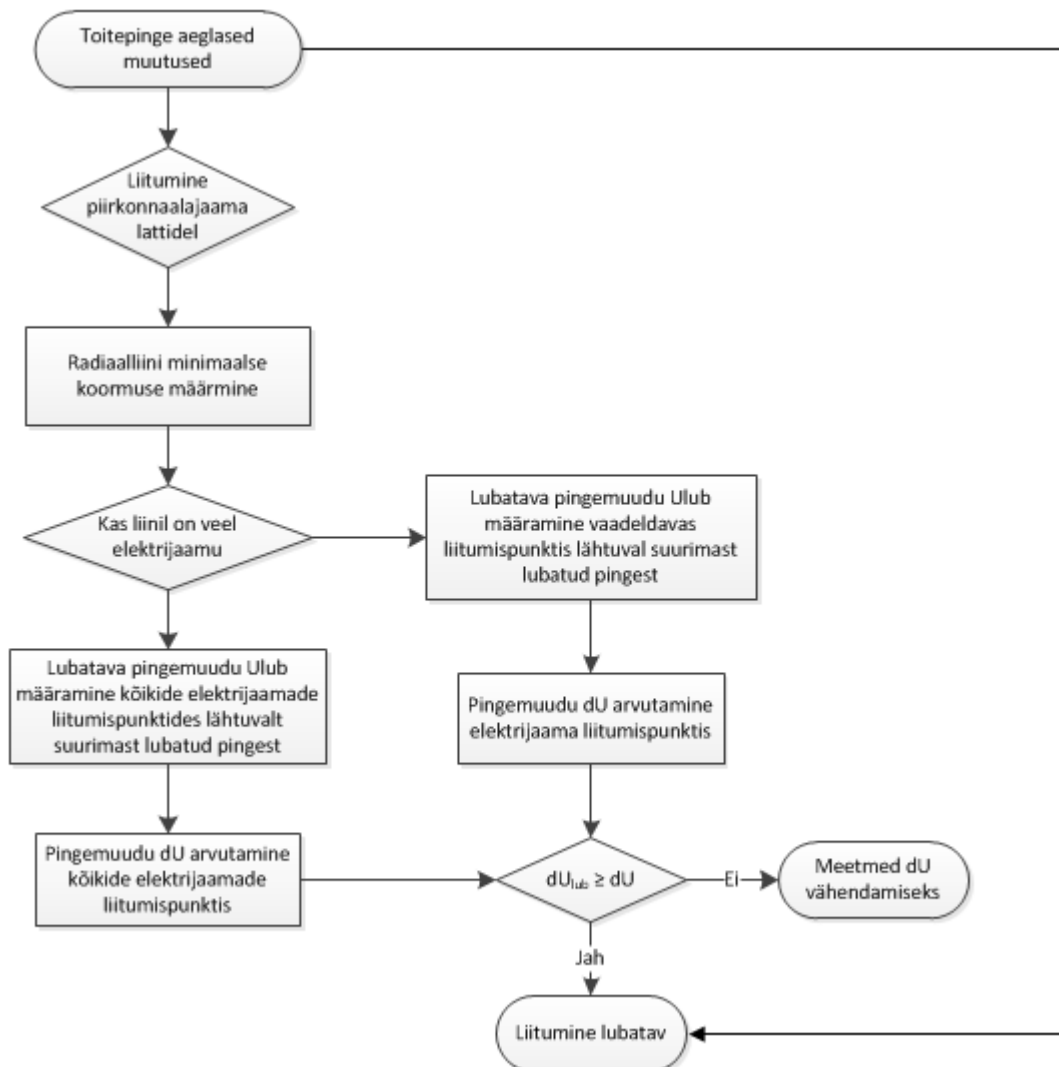 Toitepinge aeglased
muutused
Liitumine
piirkonnaalajaama
lattidel
Radiaalliini minimaalse
koormuse määrmine
Kas liinil on veel
elektrijaamu
Lubatava pingemuudu Ulub
määramine vaadeldavas
liitumispunktis lähtuval suurimast
lubatud pingest
Lubatava pingemuudu Ulub
määramine kõikide elektrijaamade
liitumispunktides lähtuvalt
suurimast lubatud pingest
Pingemuudu dU arvutamine
elektrijaama liitumispunktis
Pingemuudu dU arvutamine
kõikide elektrijaamade
liitumispunktis
dUlub ≥ dU
Ei
Meetmed dU
vähendamiseks
Jah
Liitumine lubatav